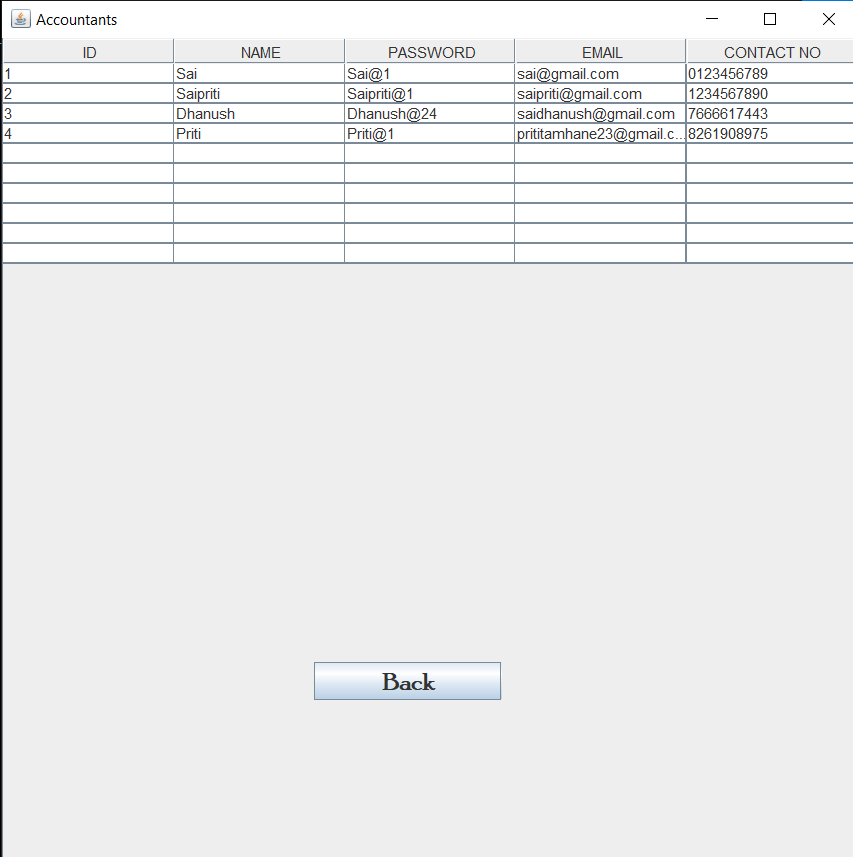 Accountants
ID NAME PASSWORD EMAIL CONTACT NO
1 Sai Sai@1 sai@gmail.com 0123456789
2 Saipriti Saipriti@1 saipriti@gmail.com 1234567890
3 Dhanush Dhanush@24 saidhanush@gmail.com 7666617443
4 Priti Priti@1 prititamhane23@gmail.c... 8261908975
Back